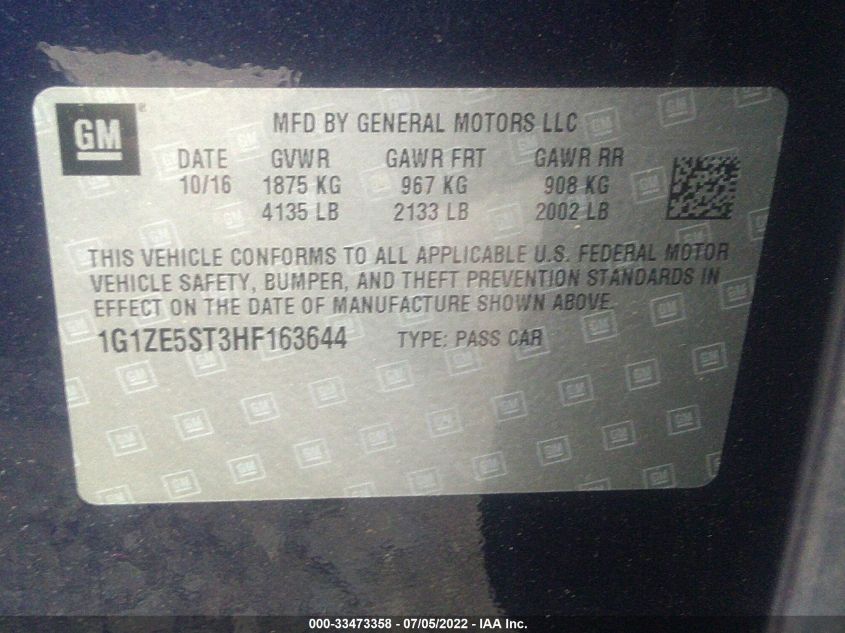 GM
MFD BY GENERAL MOTORS LLC
DATE GVWR GAWR FRT GAWR RR
10/16 1875 KG 967 KG 908 KG
4135 LB 2133 LB 2002 LB
THIS VEHICLE CONFORMS TO ALL APPLICABLE U.S. FEDERAL MOTOR
VEHICLE SAFETY, BUMPER, AND THEFT PREVENTION STANDARDS IN
EFFECT ON THE DATE OF MANUFACTURE SHOWN ABOVE.
1G1ZE5ST3HF163644 TYPE: PASS CAR
000-33473358 - 07/05/2022 - IAA Inc.